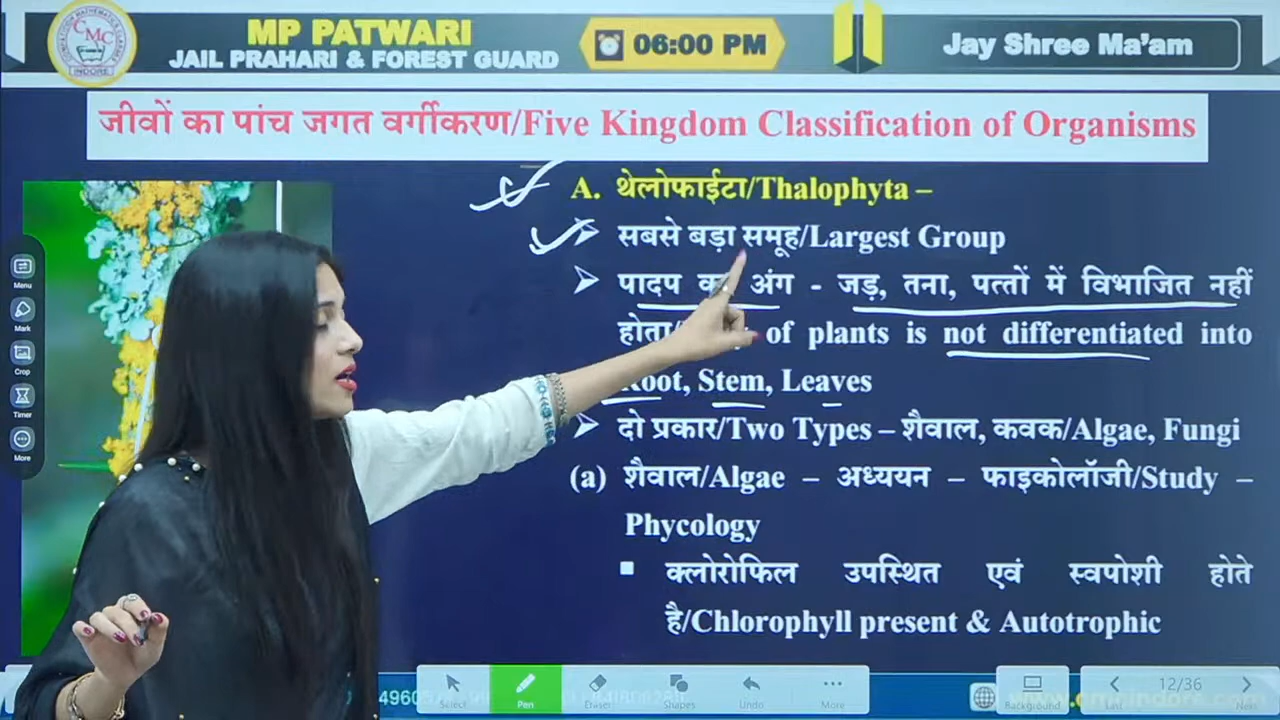 MP PATWARI
JAIL PRAHARI & FOREST GUARD
06:00 PM
Jay Shree Ma'am
CMC
INDORE
जीवों का पांच जगत वर्गीकरण/Five Kingdom Classification of Organisms
A. थेलोफाईटा/Thalophyta –
➢ सबसे बड़ा समूह/Largest Group
➢ पादप का अंग - जड़, तना, पत्तों में विभाजित नहीं
होता/ of plants is not differentiated into
Root, Stem, Leaves
➢ दो प्रकार/Two Types – शैवाल, कवक/Algae, Fungi
(a) शैवाल/Algae – अध्ययन – फाइकोलॉजी/Study –
Phycology
▪ क्लोरोफिल उपस्थित एवं स्वपोशी होते
है/Chlorophyll present & Autotrophic
Menu
Mark
Crop
Timer
More
Select
Pen
Eraser
Shapes
Undo
More
Background
Last
12/36
Next